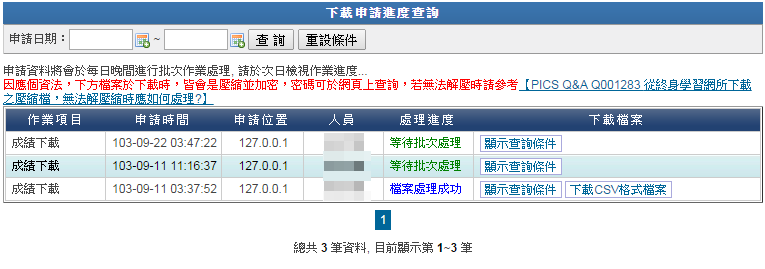 下載申請進度查詢
申請日期： ~ 查 詢 重設條件
申請資料將會於每日晚間進行批次作業處理, 請於次日檢視作業進度...
因應個資法，下方檔案於下載時，皆會是壓縮並加密，密碼可於網頁上查詢，若無法解壓時請參考【PICS Q&A Q001283 從終身學習網所下載
之壓縮檔，無法解壓縮時應如何處理?】
作業項目 申請時間 申請位置 人員 處理進度 下載檔案
成績下載 103-09-22 03:47:22 127.0.0.1 等待批次處理 顯示查詢條件
成績下載 103-09-11 11:16:37 127.0.0.1 等待批次處理 顯示查詢條件
成績下載 103-09-11 03:37:52 127.0.0.1 檔案處理成功 顯示查詢條件 下載CSV格式檔案
1
總共 3 筆資料, 目前顯示第 1~3 筆